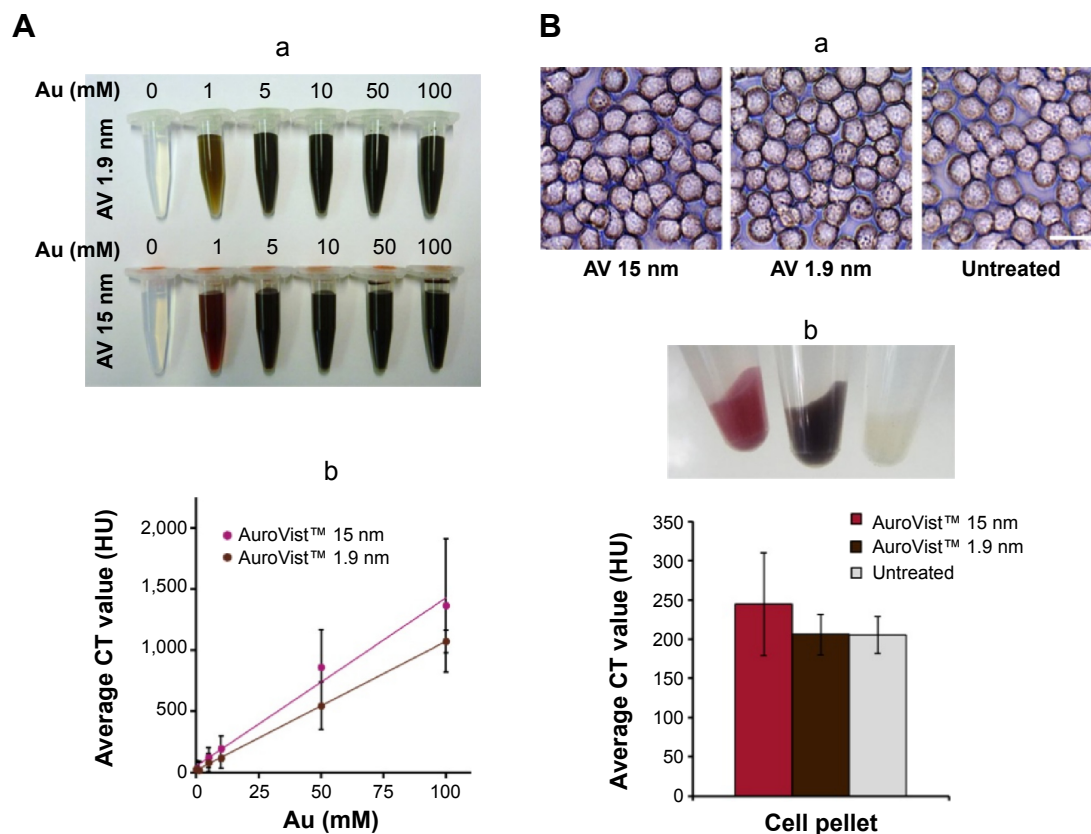 A
a
Au (mM) 0 1 5 10 50 100
AV 1.9 nm
Au (mM) 0 1 5 10 50 100
AV 15 nm
b
2,000
1,500
1,000
500
0
Average CT value (HU)
AuroVist™ 15 nm
AuroVist™ 1.9 nm
0 50 100
Au (mM)
B
a
AV 15 nm AV 1.9 nm Untreated
b
350
300
250
200
150
100
50
0
Average CT value (HU)
AuroVist™ 15 nm
AuroVist™ 1.9 nm
Untreated
Cell pellet